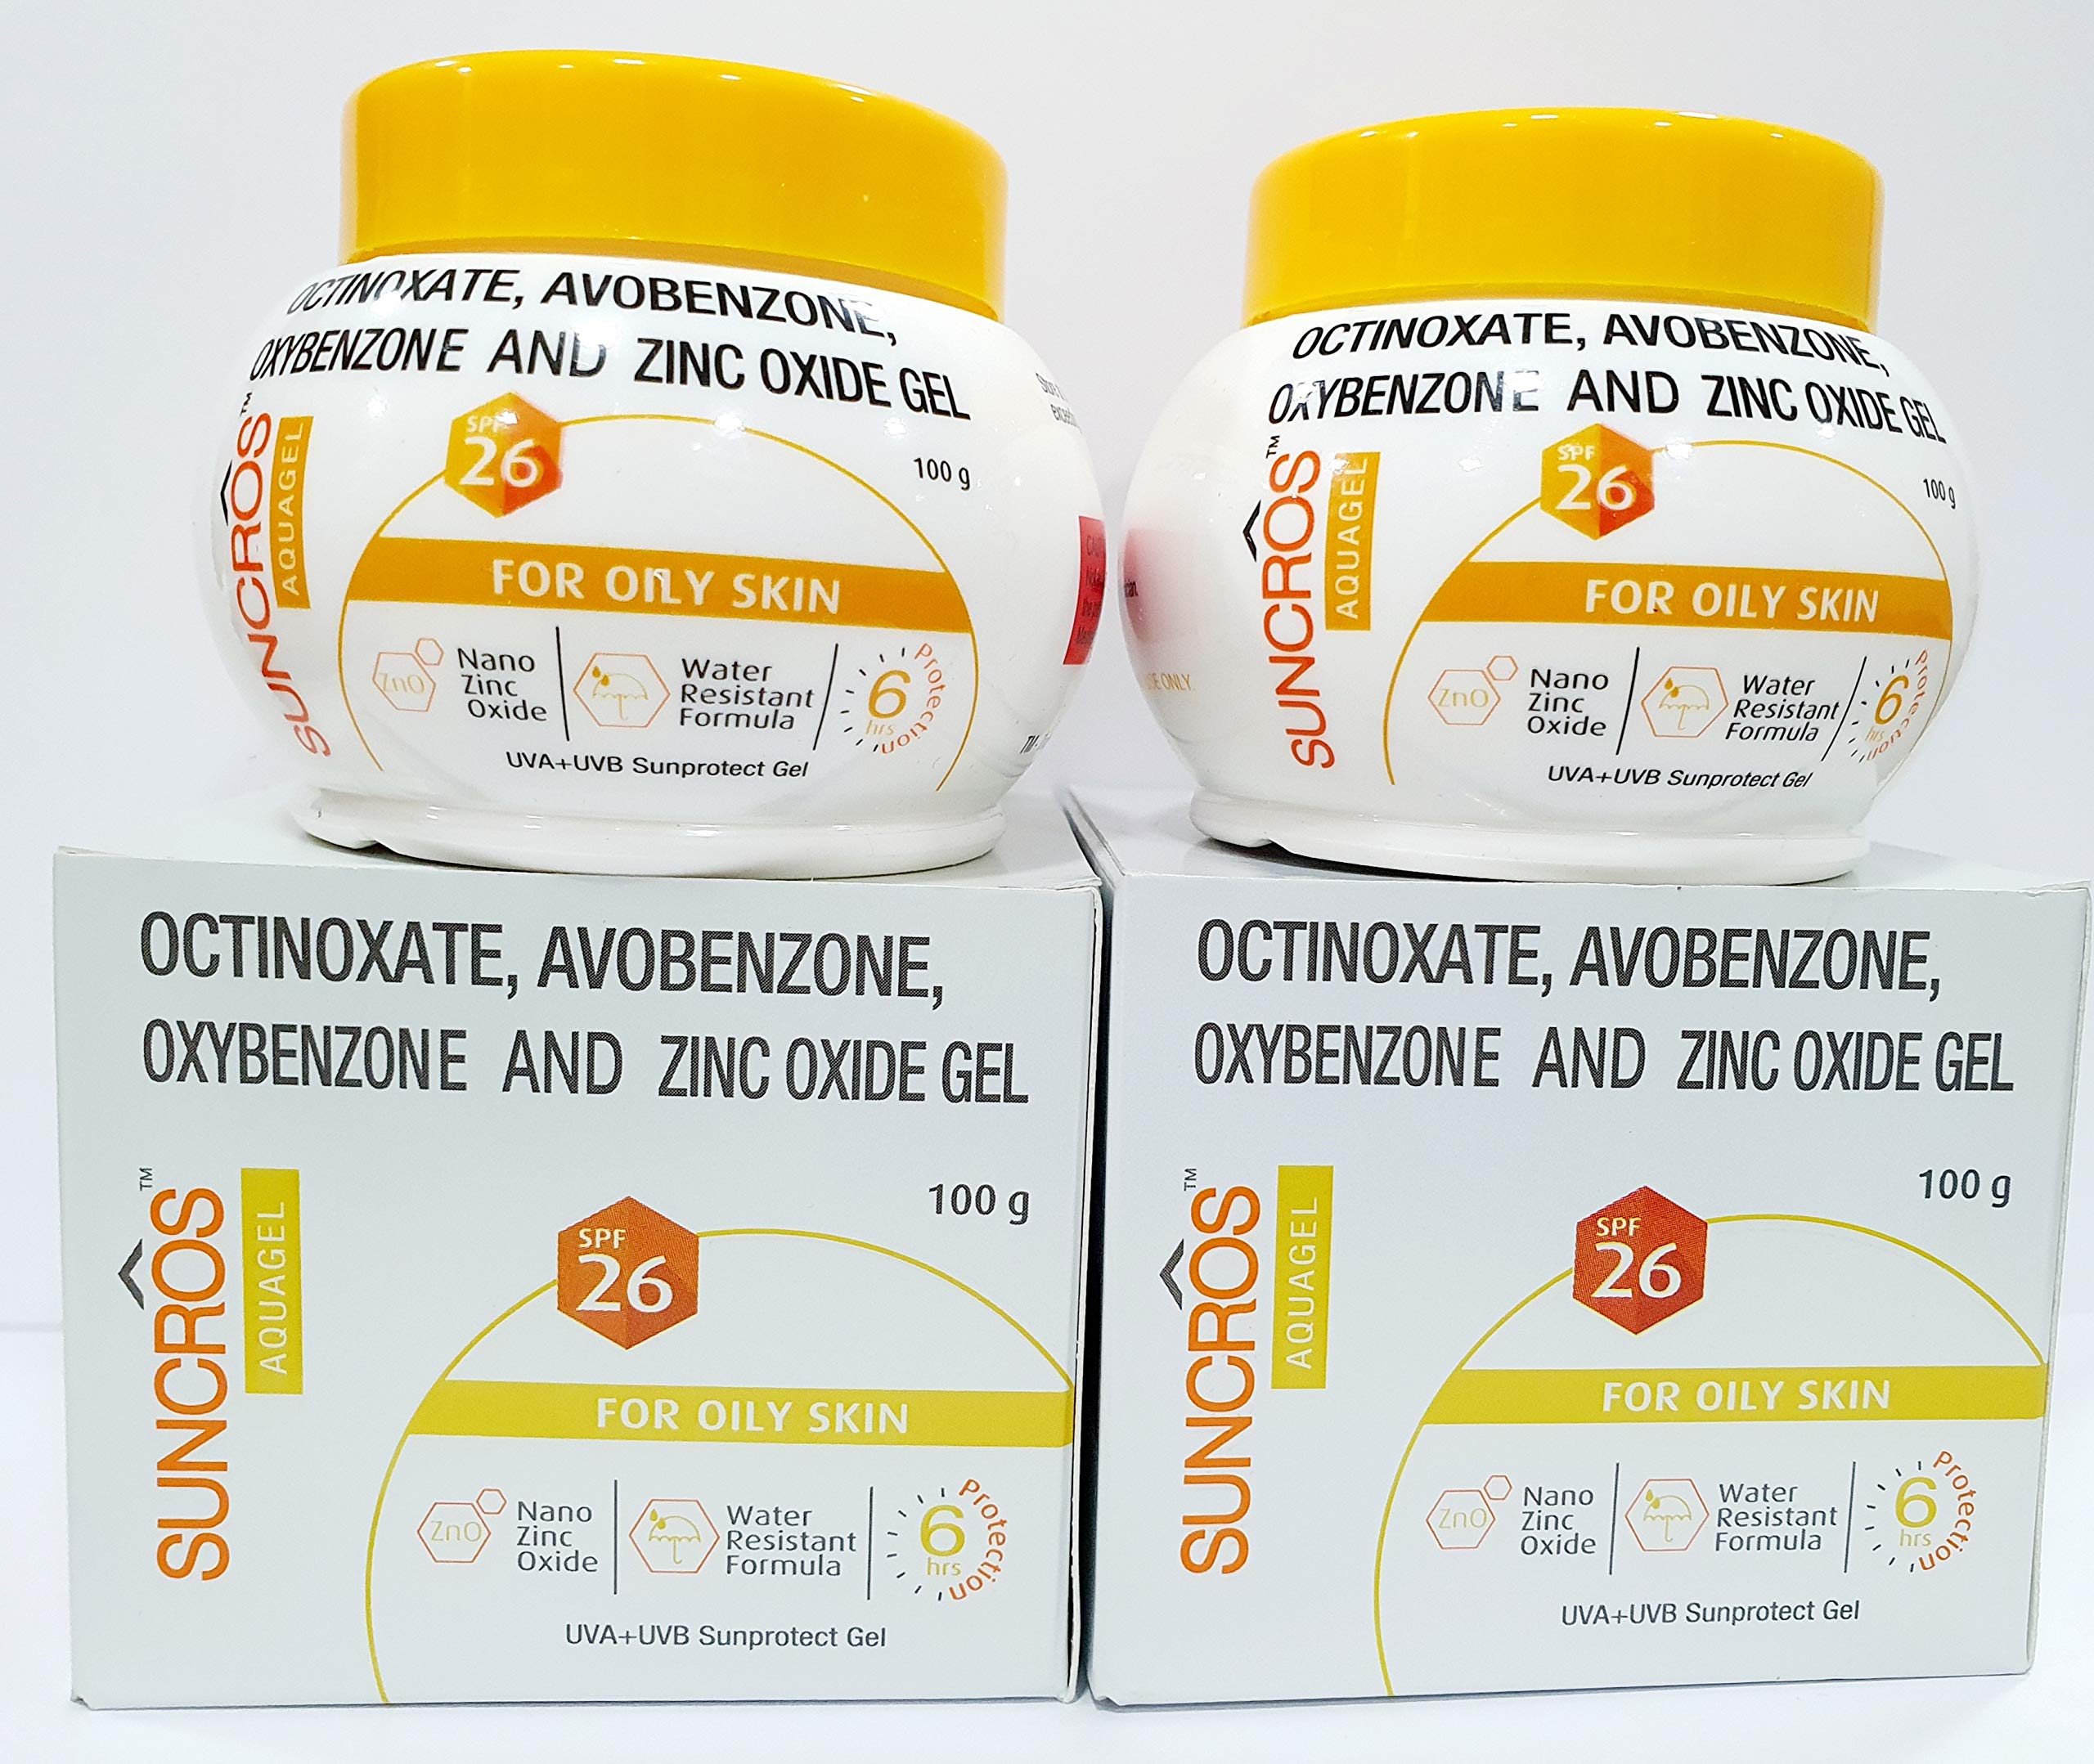 OCTINOXATE, AVOBENZONE,
OXYBENZONE AND ZINC OXIDE GEL
SUNCRÔS™
AQUAGEL
SPF
26
100 g
FOR OILY SKIN
ZnO
Nano
Zinc
Oxide
Water
Resistant
Formula
6
hrs
Protection
UVA+UVB Sunprotect Gel
OCTINOXATE, AVOBENZONE,
OXYBENZONE AND ZINC OXIDE GEL
SUNCRÔS™
AQUAGEL
SPF
26
100 g
FOR OILY SKIN
ZnO
Nano
Zinc
Oxide
Water
Resistant
Formula
6
hrs
Protection
UVA+UVB Sunprotect Gel
ONLY
OCTINOXATE, AVOBENZONE,
OXYBENZONE AND ZINC OXIDE GEL
SUNCRÔS™
AQUAGEL
100 g
SPF
26
FOR OILY SKIN
ZnO
Nano
Zinc
Oxide
Water
Resistant
Formula
6
hrs
Protection
UVA+UVB Sunprotect Gel
OCTINOXATE, AVOBENZONE,
OXYBENZONE AND ZINC OXIDE GEL
SUNCRÔS™
AQUAGEL
100 g
SPF
26
FOR OILY SKIN
ZnO
Nano
Zinc
Oxide
Water
Resistant
Formula
6
hrs
Protection
UVA+UVB Sunprotect Gel